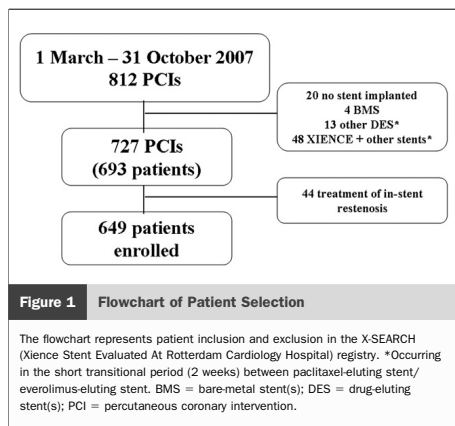 1 March – 31 October 2007
812 PCIs
20 no stent implanted
4 BMS
13 other DES*
48 XIENCE + other stents*
727 PCIs
(693 patients)
44 treatment of in-stent
restenosis
649 patients
enrolled
Figure 1 Flowchart of Patient Selection
The flowchart represents patient inclusion and exclusion in the X-SEARCH
(Xience Stent Evaluated At Rotterdam Cardiology Hospital) registry. *Occurring
in the short transitional period (2 weeks) between paclitaxel-eluting stent/
everolimus-eluting stent. BMS = bare-metal stent(s); DES = drug-eluting
stent(s); PCI = percutaneous coronary intervention.